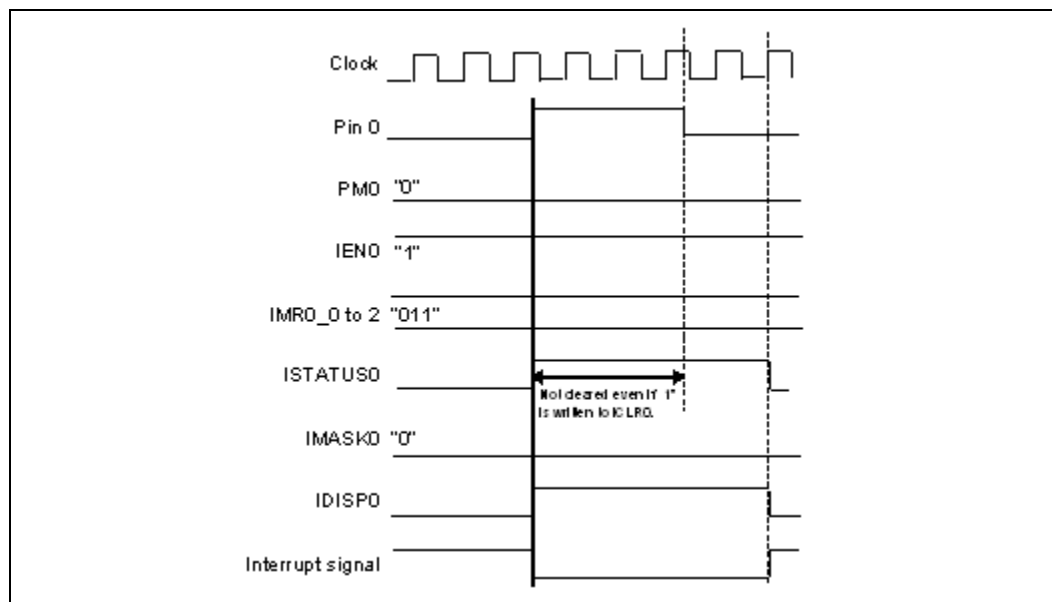 Clock
Pin 0
PM0 "0"
IEN0 "1"
IMR0_0 to 2 "011"
ISTATUS0
Not cleared even if "1"
is written to ICLR0.
IMASK0 "0"
IDISP0
Interrupt signal